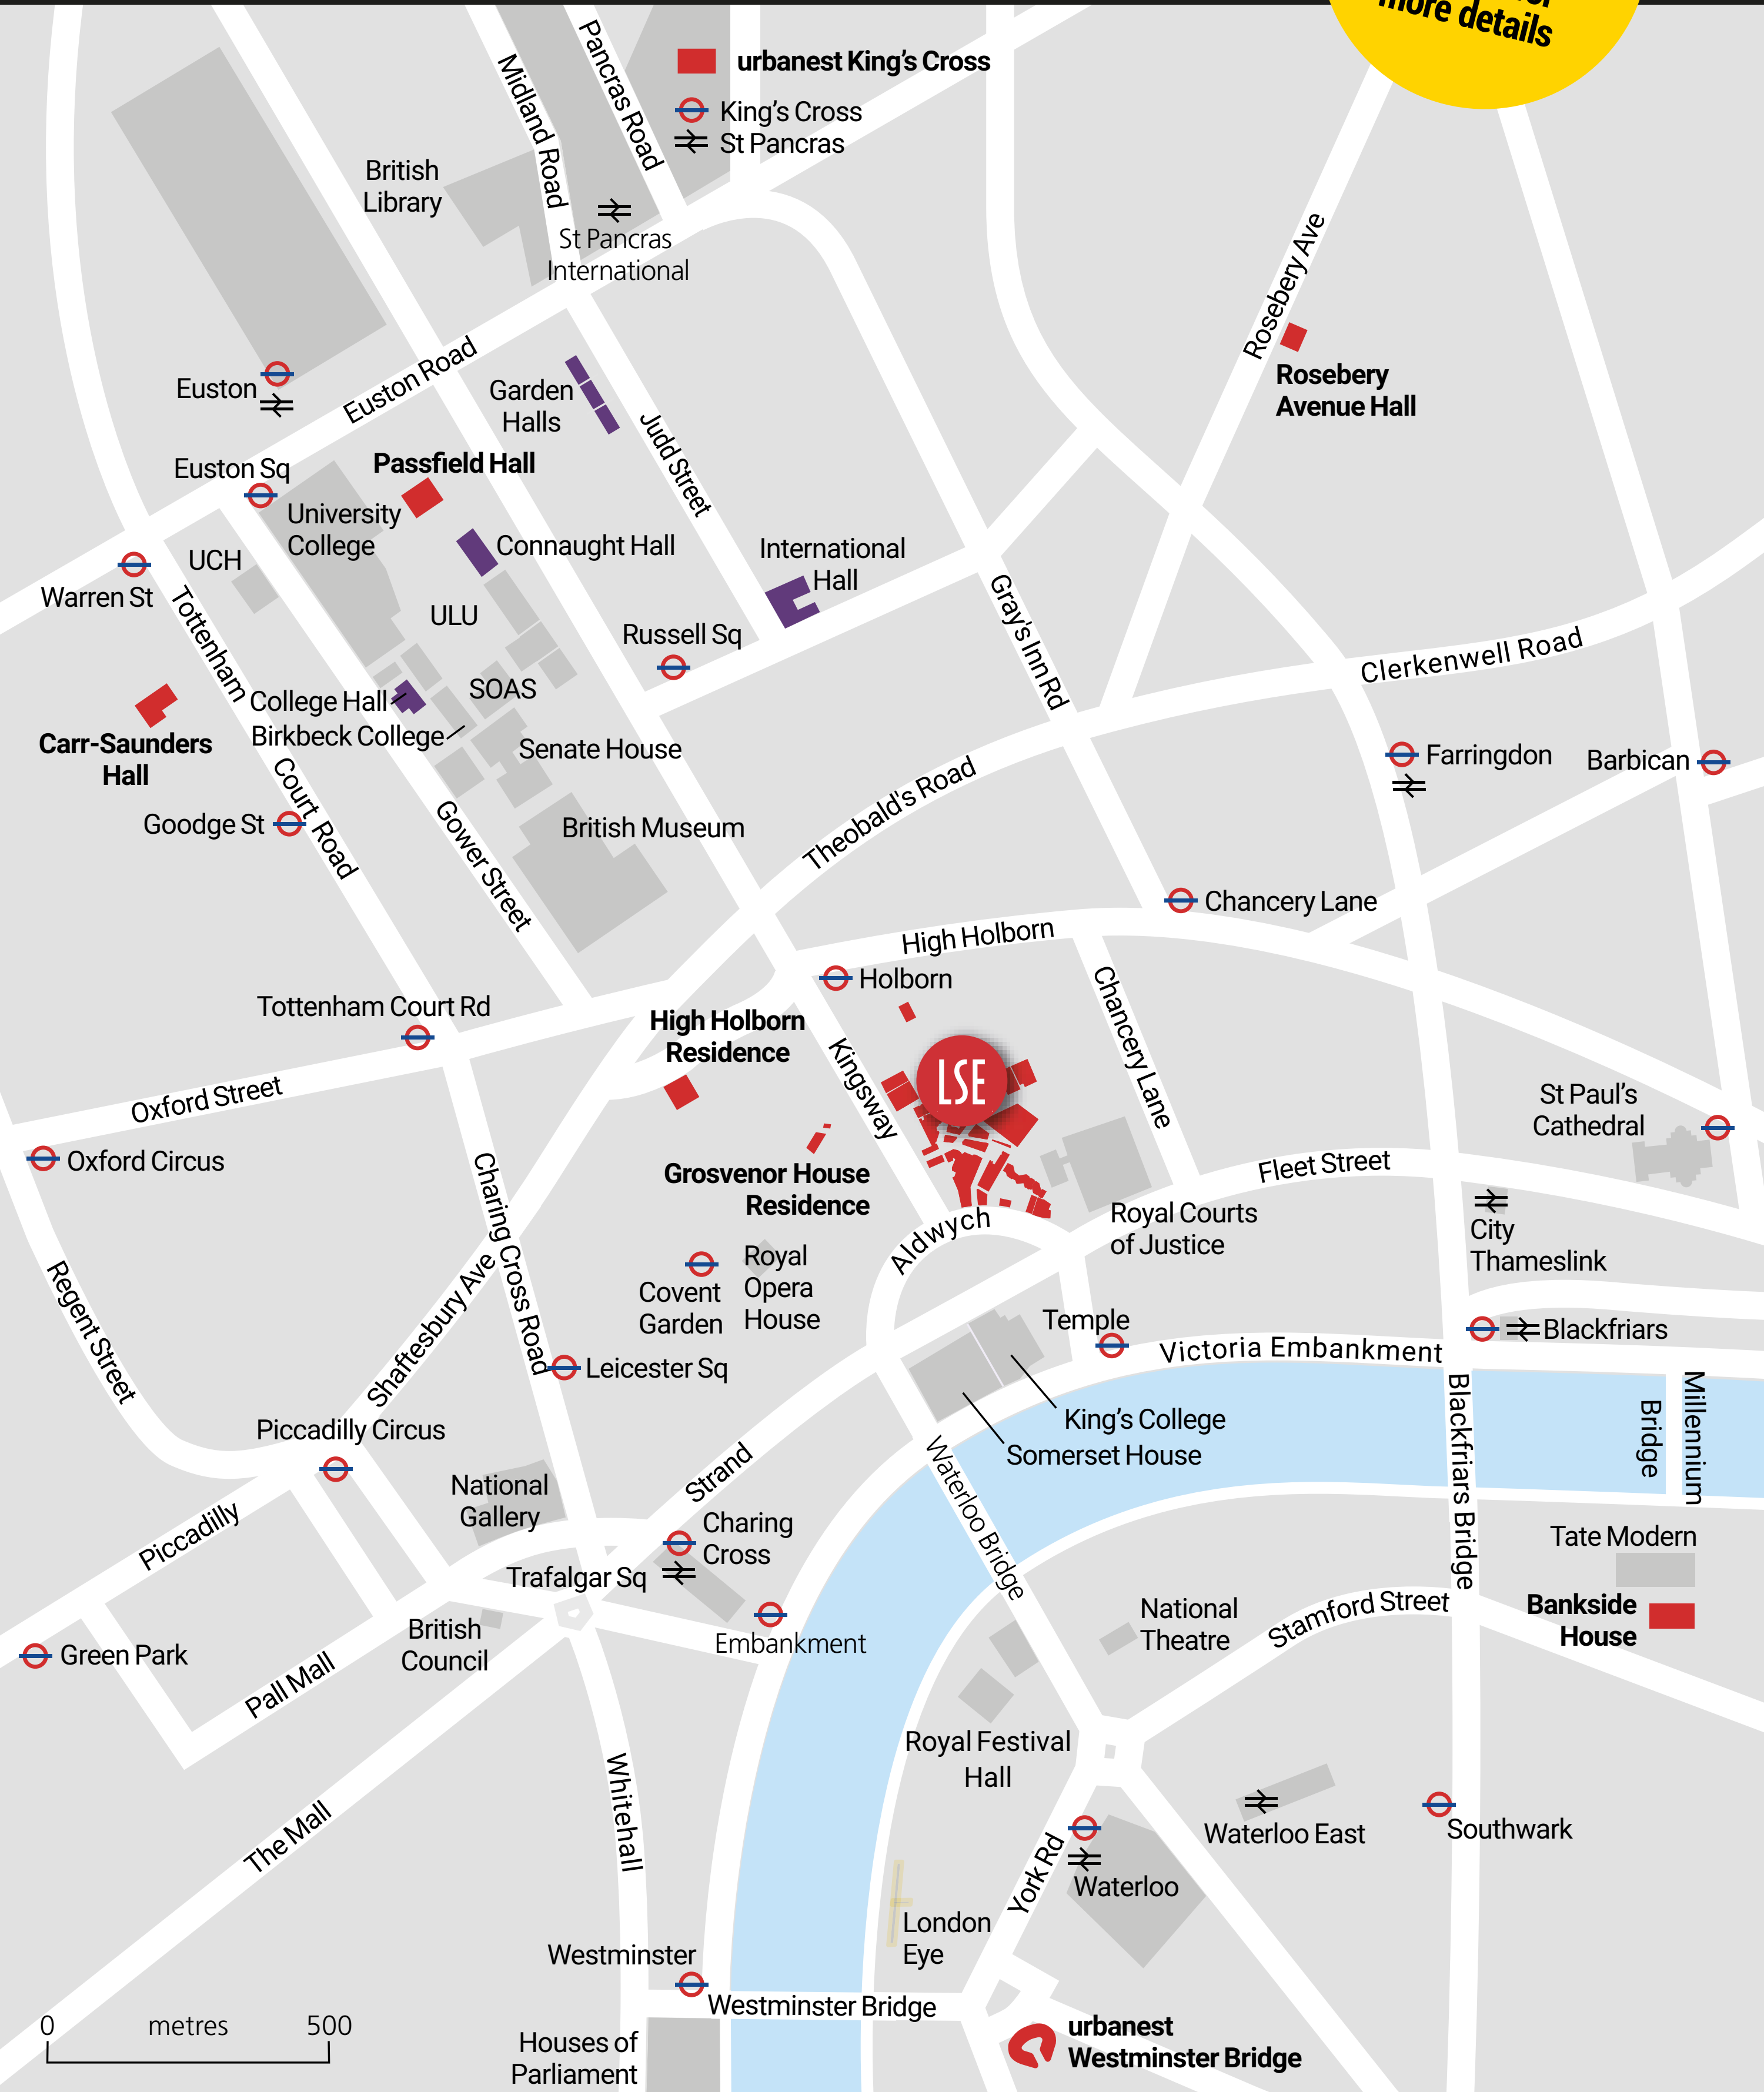 more details
urbanest King's Cross
King's Cross
St Pancras
Pancras Road
Midland Road
British
Library
St Pancras
International
Rosebery Ave
Rosebery
Avenue Hall
Euston
Euston Road
Garden
Halls
Judd Street
Passfield Hall
Euston Sq
University
College
UCH
Connaught Hall
International
Hall
Warren St
Tottenham
Court Road
ULU
Russell Sq
Gray's Inn Rd
Clerkenwell Road
College Hall
SOAS
Birkbeck College
Senate House
Carr-Saunders
Hall
Farringdon
Barbican
Goodge St
Gower Street
British Museum
Theobald's Road
Chancery Lane
High Holborn
Holborn
Chancery Lane
Tottenham Court Rd
High Holborn
Residence
Kingsway
LSE
Oxford Street
Oxford Circus
St Paul's
Cathedral
Grosvenor House
Residence
Fleet Street
Charing Cross Road
Aldwych
Royal Courts
of Justice
City
Thameslink
Regent Street
Shaftesbury Ave
Covent
Garden
Royal
Opera
House
Temple
Victoria Embankment
Blackfriars
Leicester Sq
King's College
Somerset House
Blackfriars Bridge
Millennium
Bridge
Piccadilly Circus
National
Gallery
Strand
Waterloo Bridge
Piccadilly
Charing
Cross
Trafalgar Sq
Tate Modern
Bankside
House
National
Theatre
Stamford Street
British
Council
Embankment
Green Park
Pall Mall
Royal Festival
Hall
Whitehall
The Mall
Waterloo East
Southwark
York Rd
Waterloo
London
Eye
Westminster
Westminster Bridge
0 metres 500
Houses of
Parliament
urbanest
Westminster Bridge